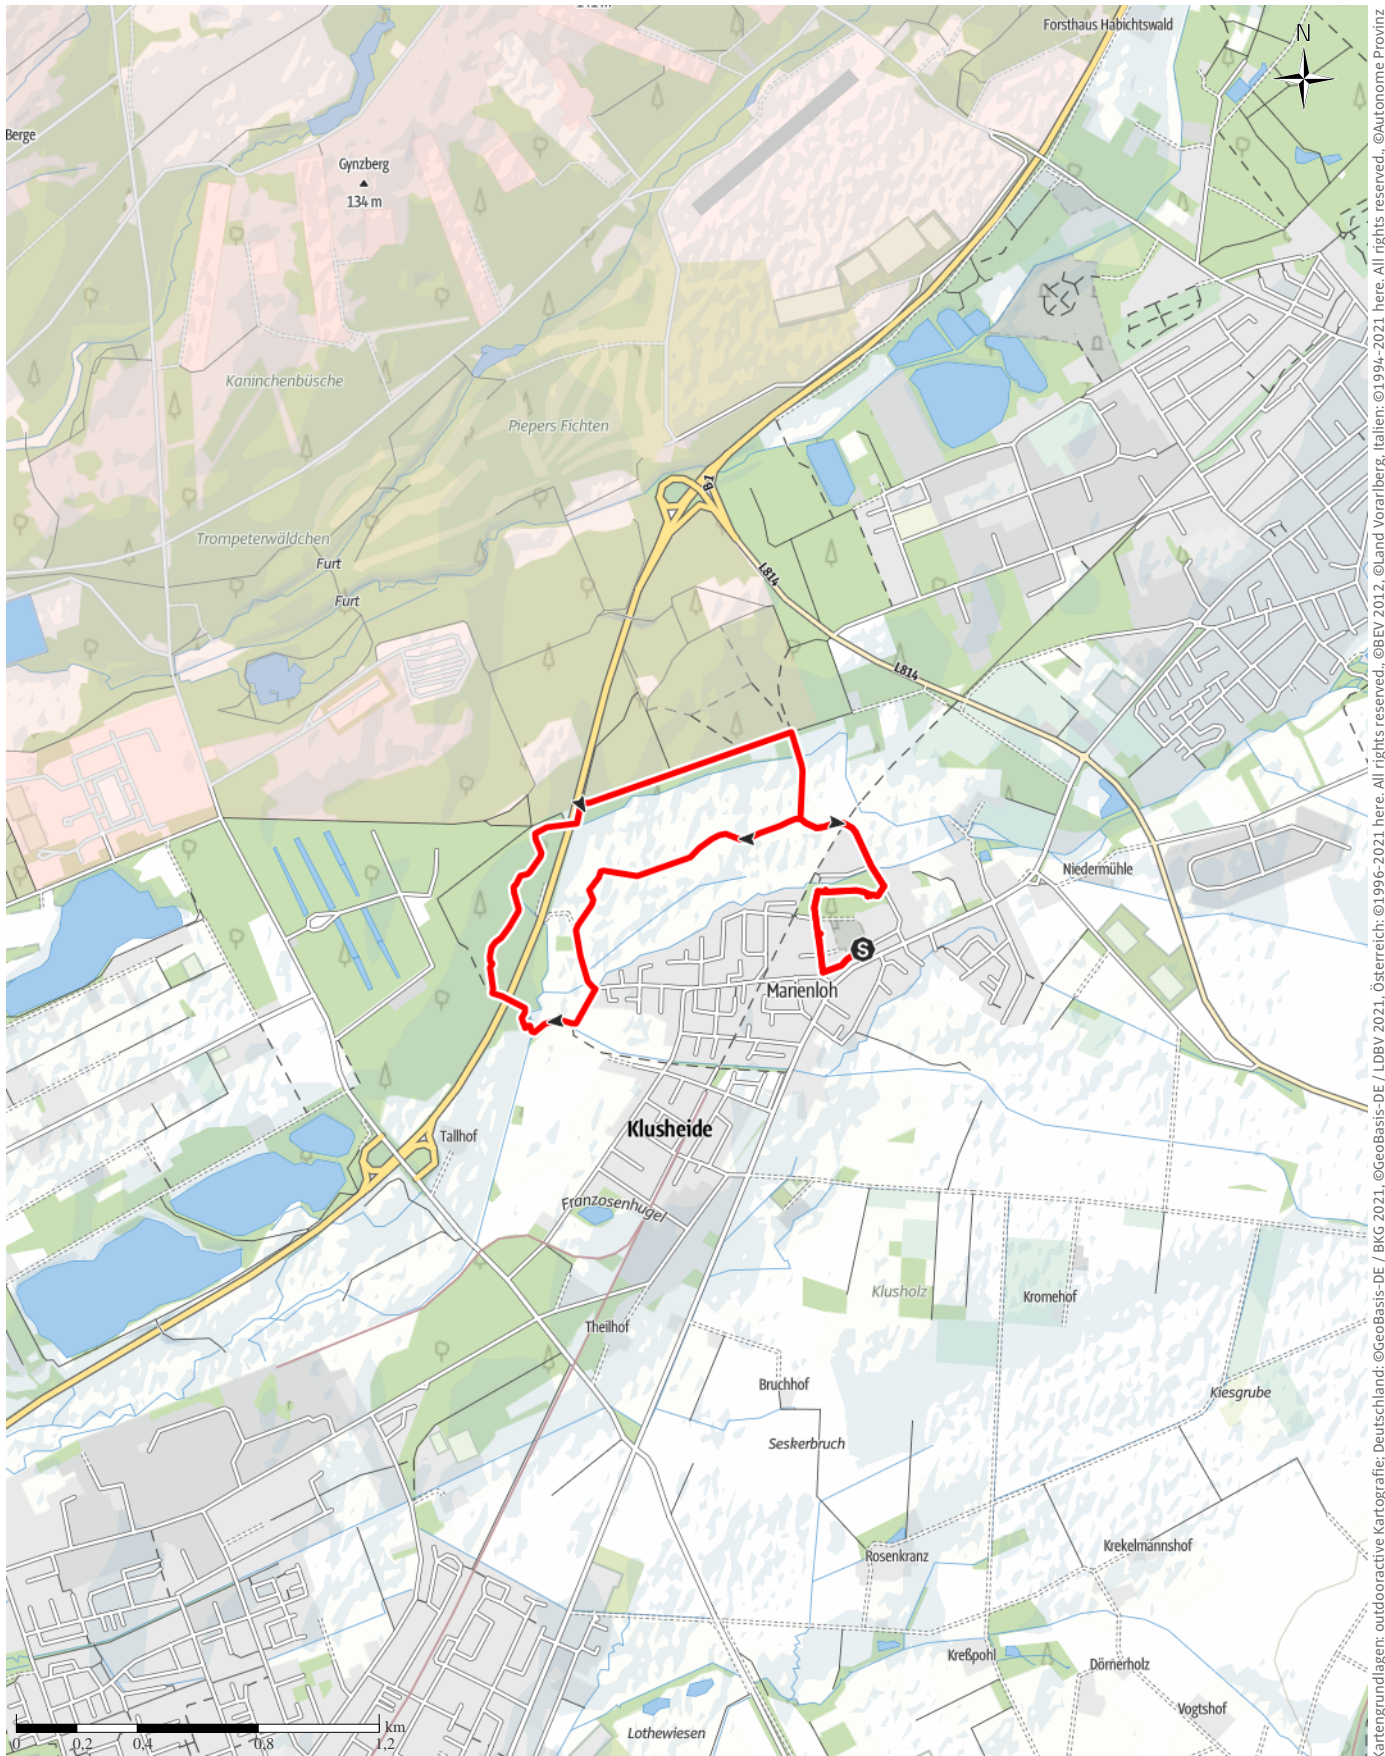 Forsthaus Habichtswald
N
Berge
Gynzberg
134 m
Kaninchenbüsche
Piepers Fichten
B1
Trompeterwäldchen
Furt
Furt
L814
L814
Niedermühle
S
Marienloh
Klusheide
Tallhof
Franzosenhügel
Klusholz
Kromehof
Theilhof
Bruchhof
Kiesgrube
Seskerbruch
Krekelmannshof
Rosenkranz
Kreßpohl
Dörnerholz
Vogtshof
Lothewiesen
km
0 0,2 0,4 0,8 1,2
artengrundlagen: outdooractive Kartografie; Deutschland: ©GeoBasis-DE / BKG 2021, ©GeoBasis-DE / LDBV 2021, Österreich: ©1996-2021 here. All rights reserved., ©BEV 2012, ©Land Vorarlberg, Italien: ©1994-2021 here. All rights reserved., ©Autonome Provinz